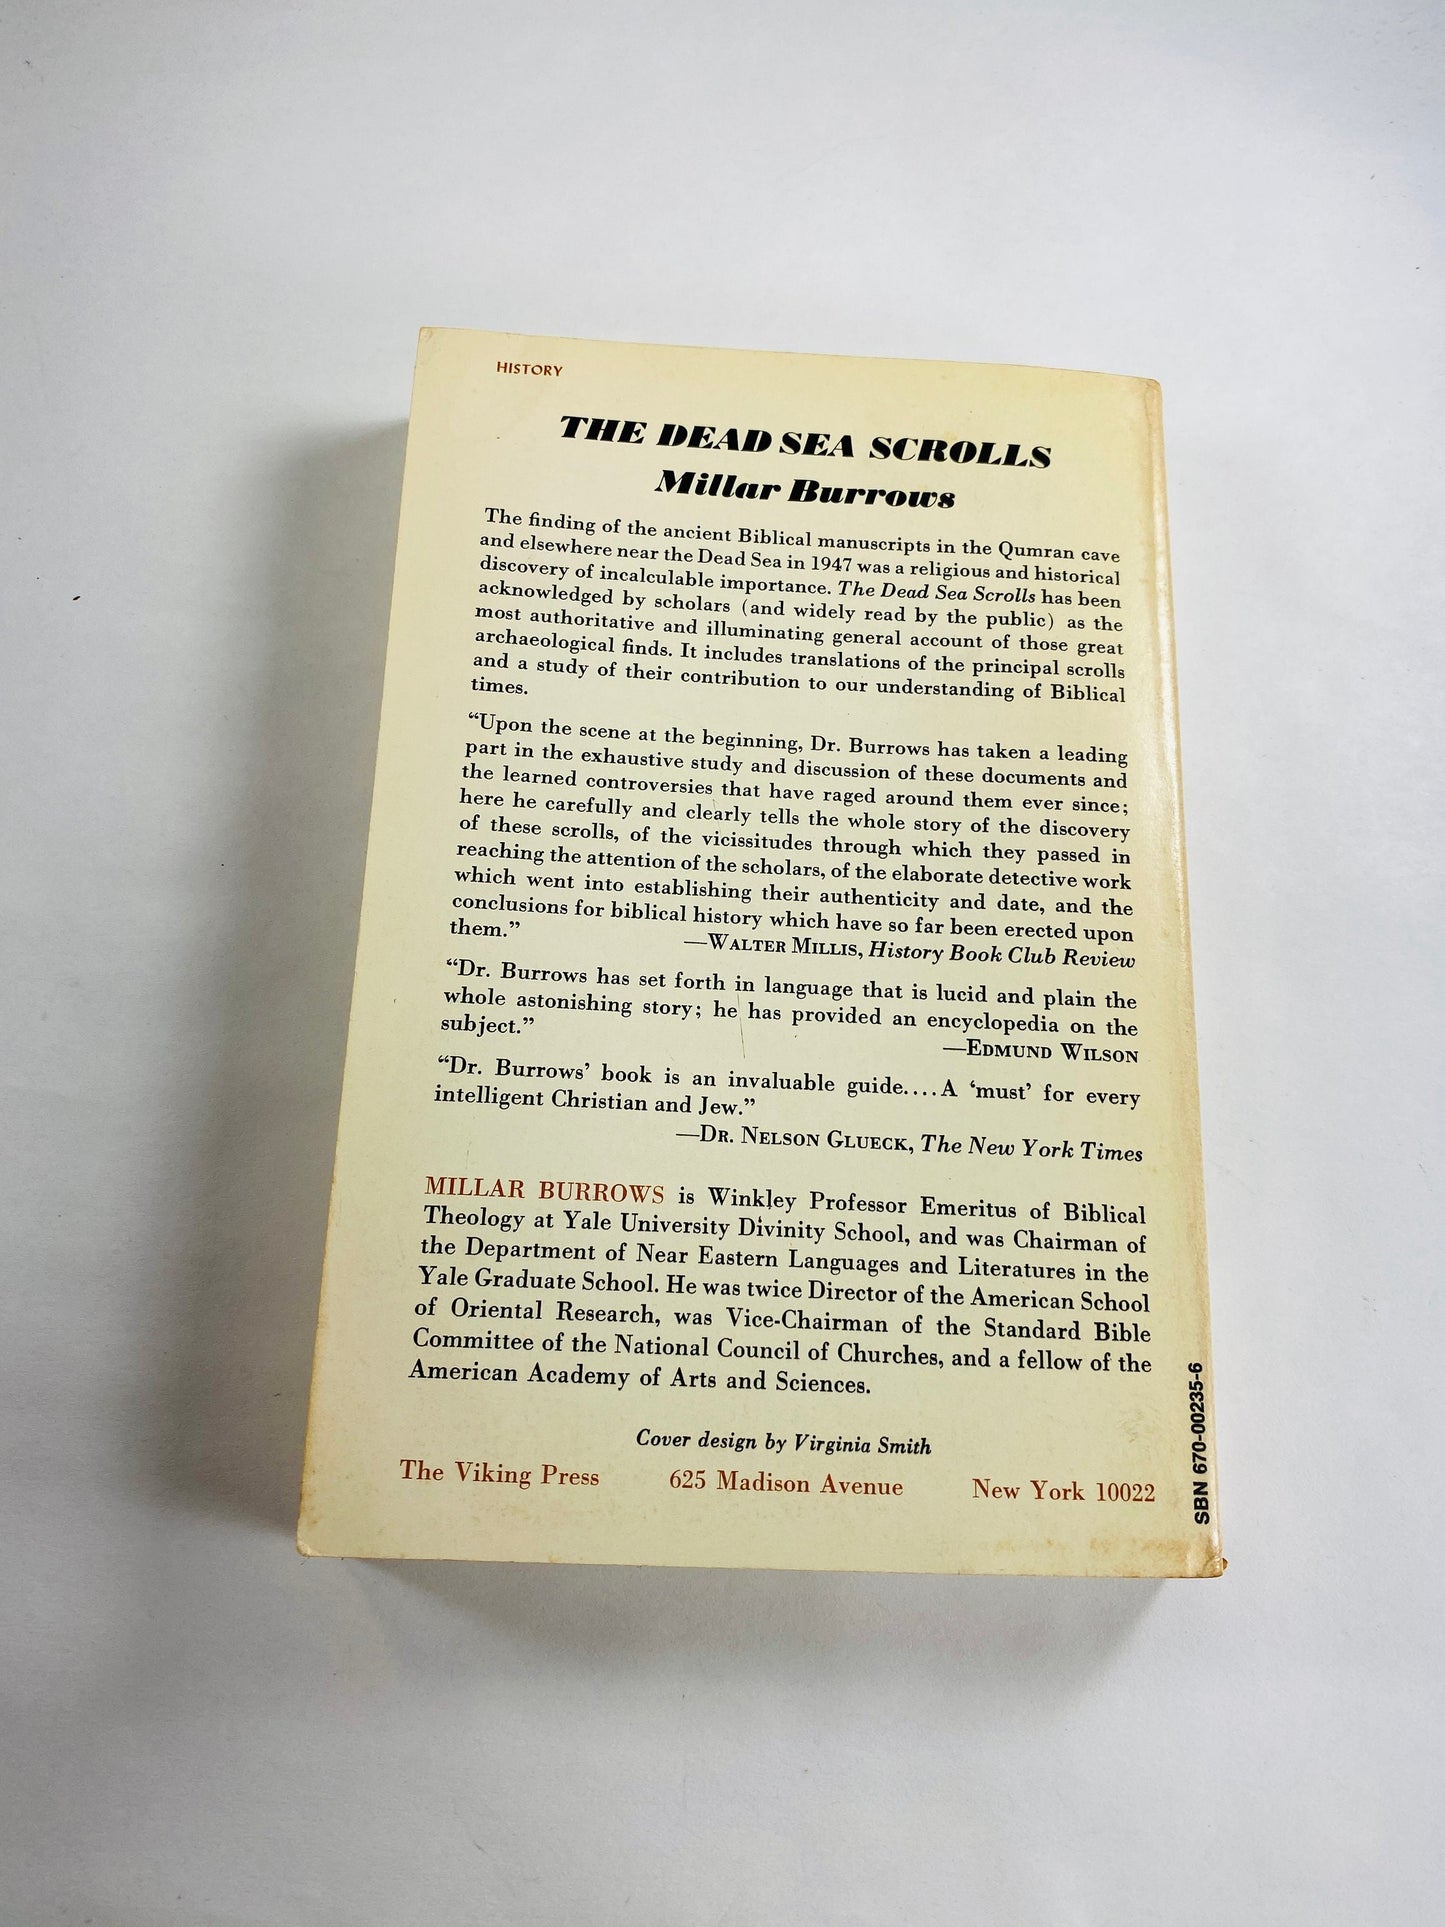 HISTORY
THE DEAD SEA SCROLLS
Millar Burrows
The finding of the ancient Biblical manuscripts in the Qumran cave
and elsewhere near the Dead Sea in 1947 was a religious and historical
discovery of incalculable importance. The Dead Sea Scrolls has been
acknowledged by scholars (and widely read by the public) as the
most authoritative and illuminating general account of those great
archaeological finds. It includes translations of the principal scrolls
and a study of their contribution to our understanding of Biblical
times.
“Upon the scene at the beginning, Dr. Burrows has taken a leading
part in the exhaustive study and discussion of these documents and
the learned controversies that have raged around them ever since;
here he carefully and clearly tells the whole story of the discovery
of these scrolls, of the vicissitudes through which they passed in
reaching the attention of the scholars, of the elaborate detective work
which went into establishing their authenticity and date, and the
conclusions for biblical history which have so far been erected upon
them.” —WALTER MILLIS, History Book Club Review
“Dr. Burrows has set forth in language that is lucid and plain the
whole astonishing story; he has provided an encyclopedia on the
subject.” —EDMUND WILSON
“Dr. Burrows’ book is an invaluable guide....A ‘must’ for every
intelligent Christian and Jew.”
—DR. NELSON GLUECK, The New York Times
MILLAR BURROWS is Winkley Professor Emeritus of Biblical
Theology at Yale University Divinity School, and was Chairman of
the Department of Near Eastern Languages and Literatures in the
Yale Graduate School. He was twice Director of the American School
of Oriental Research, was Vice-Chairman of the Standard Bible
Committee of the National Council of Churches, and a fellow of the
American Academy of Arts and Sciences.
Cover design by Virginia Smith
The Viking Press 625 Madison Avenue New York 10022
SBN 670-00235-6